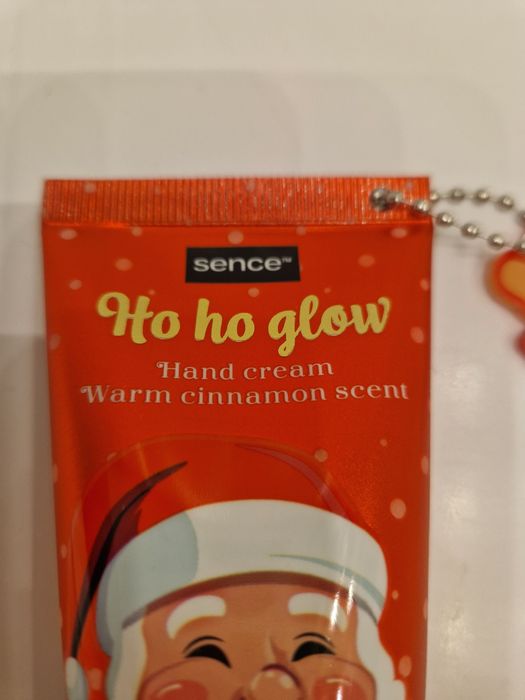 sence™
Ho ho glow
Hand cream
Warm cinnamon scent